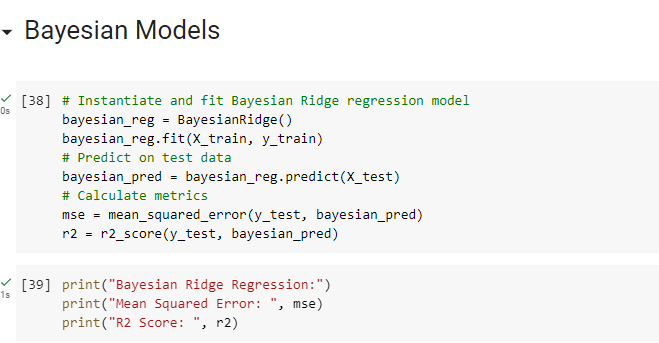 Bayesian Models
[38] # Instantiate and fit Bayesian Ridge regression model
0s
bayesian_reg = BayesianRidge()
bayesian_reg.fit(X_train, y_train)
# Predict on test data
bayesian_pred = bayesian_reg.predict(X_test)
# Calculate metrics
mse = mean_squared_error(y_test, bayesian_pred)
r2 = r2_score(y_test, bayesian_pred)
[39] print("Bayesian Ridge Regression:")
1s
print("Mean Squared Error: ", mse)
print("R2 Score: ", r2)